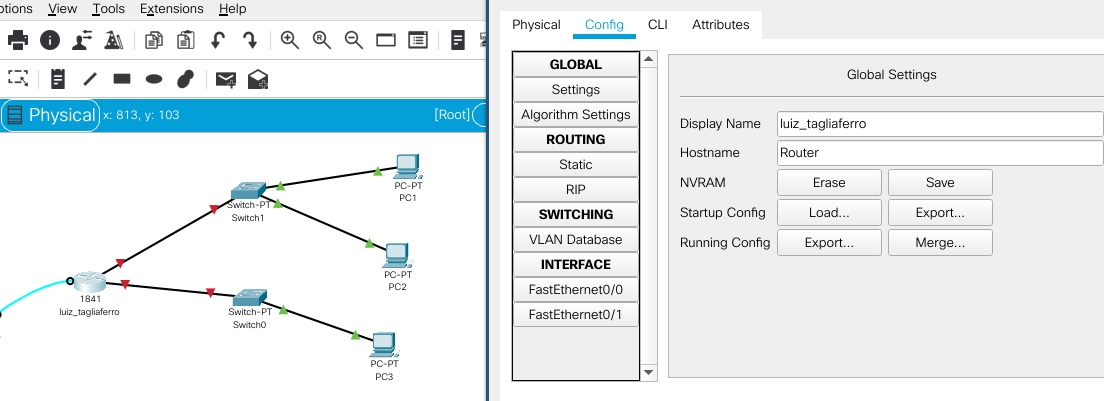 ptions View Tools Extensions Help
Physical x: 813, y: 103 [Root]
PC-PT
PC1
Switch-PT
Switch1
PC-PT
PC2
1841
luiz_tagliaferro
Switch-PT
Switch0
PC-PT
PC3
Physical Config CLI Attributes
GLOBAL
Settings
Algorithm Settings
ROUTING
Static
RIP
SWITCHING
VLAN Database
INTERFACE
FastEthernet0/0
FastEthernet0/1
Global Settings
Display Name luiz_tagliaferro
Hostname Router
NVRAM Erase Save
Startup Config Load... Export...
Running Config Export... Merge...